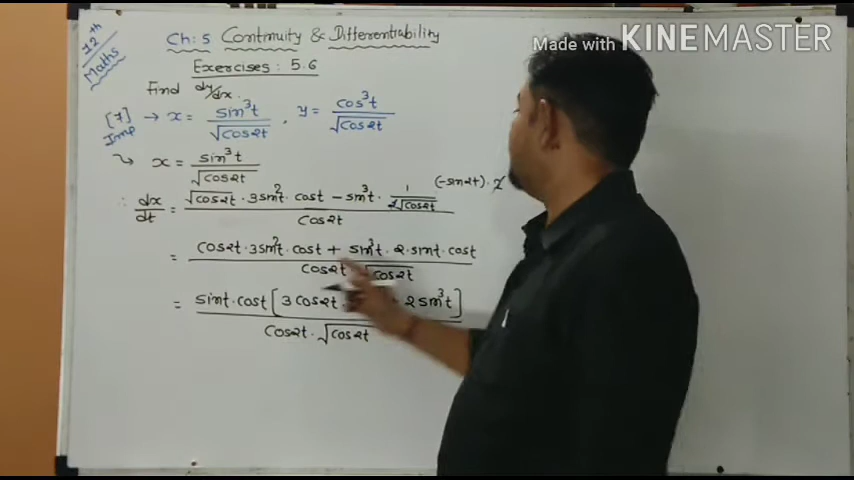 12th Maths
Ch: 5 Continuity & Differentiability
Made with KINEMASTER
Exercises: 5.6
Find dy/dx
[7] Imp → x = sin³t / √cos2t , y = cos³t / √cos2t
↳ x = sin³t / √cos2t
∴ dx/dt = √cos2t · 3sin²t · cost − sin³t · 1/2√cos2t (−sin2t) · 2 / cos2t
= cos2t · 3sin²t · cost + sin³t · 2 · sint · cost / cos2t √cos2t
= sint · cost [3cos2t · 2sin³t] / cos2t · √cos2t